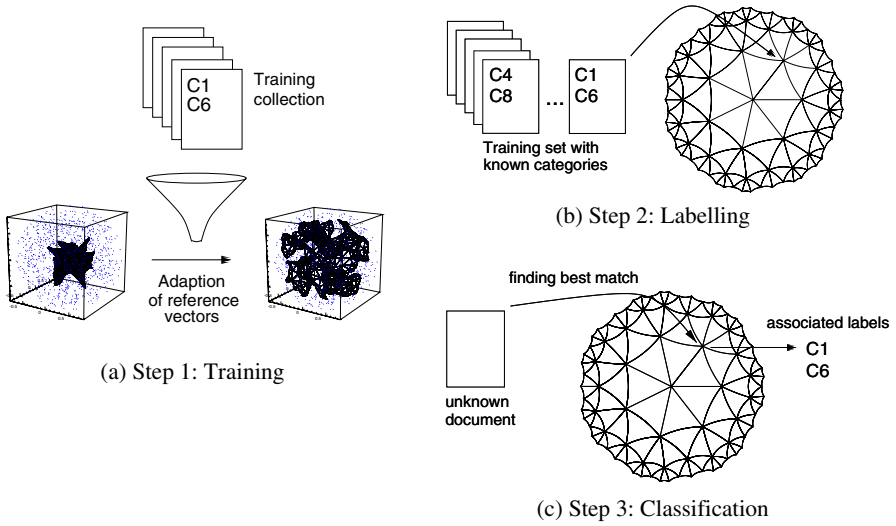 C1
C6
Training
collection
Adaption
of reference
vectors
(a) Step 1: Training
C4
C8
...
C1
C6
Training set with
known categories
(b) Step 2: Labelling
finding best match
unknown
document
associated labels
C1
C6
(c) Step 3: Classification